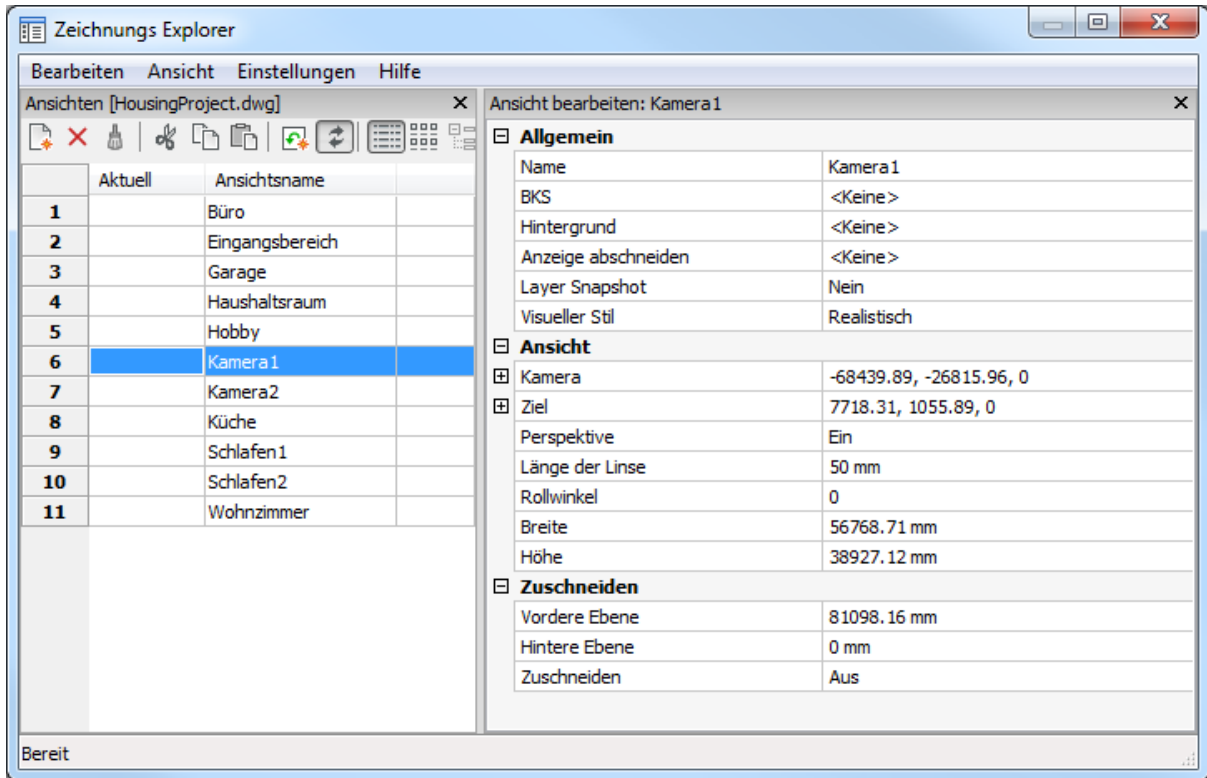 Zeichnungs Explorer
Bearbeiten Ansicht Einstellungen Hilfe
Ansichten [HousingProject.dwg]
Aktuell Ansichtsname
1 Büro
2 Eingangsbereich
3 Garage
4 Haushaltsraum
5 Hobby
6 Kamera1
7 Kamera2
8 Küche
9 Schlafen1
10 Schlafen2
11 Wohnzimmer
Ansicht bearbeiten: Kamera1
Allgemein
Name Kamera1
BKS <Keine>
Hintergrund <Keine>
Anzeige abschneiden <Keine>
Layer Snapshot Nein
Visueller Stil Realistisch
Ansicht
Kamera -68439.89, -26815.96, 0
Ziel 7718.31, 1055.89, 0
Perspektive Ein
Länge der Linse 50 mm
Rollwinkel 0
Breite 56768.71 mm
Höhe 38927.12 mm
Zuschneiden
Vordere Ebene 81098.16 mm
Hintere Ebene 0 mm
Zuschneiden Aus
Bereit